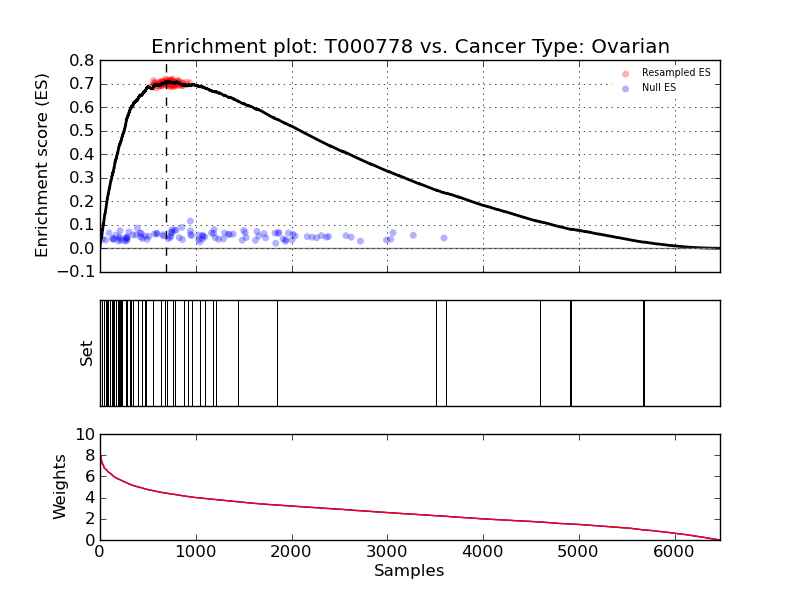 Enrichment plot: T000778 vs. Cancer Type: Ovarian
Enrichment score (ES)
0.8
0.7
0.6
0.5
0.4
0.3
0.2
0.1
0.0
−0.1
Resampled ES
Null ES
Set
Weights
10
8
6
4
2
0
0 1000 2000 3000 4000 5000 6000
Samples